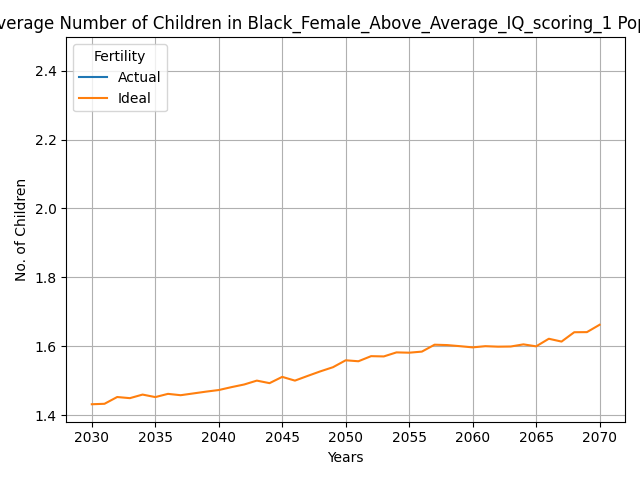 verage Number of Children in Black_Female_Above_Average_IQ_scoring_1 Pop
Fertility
Actual
Ideal
2.4
2.2
2.0
1.8
1.6
1.4
No. of Children
2030 2035 2040 2045 2050 2055 2060 2065 2070
Years